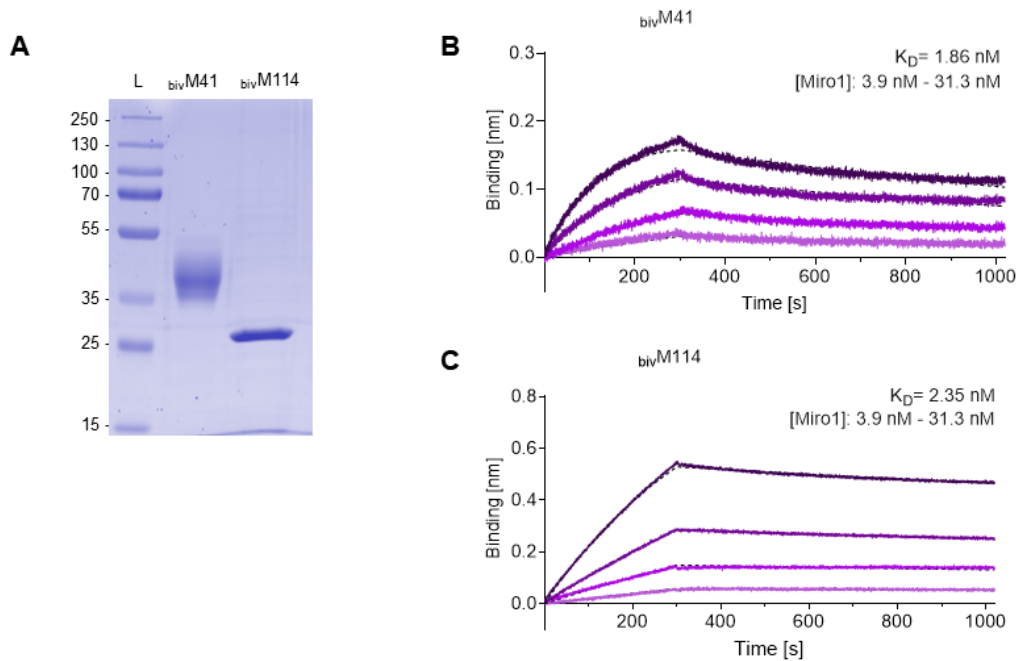 A
L bivM41 bivM114
250 -
130 -
100 -
70 -
55 -
35 -
25 -
15 -
B
bivM41
KD= 1.86 nM
[Miro1]: 3.9 nM - 31.3 nM
Binding [nm]
0.3
0.2
0.1
0.0
200 400 600 800 1000
Time [s]
C
bivM114
KD= 2.35 nM
[Miro1]: 3.9 nM - 31.3 nM
Binding [nm]
0.8
0.6
0.4
0.2
0.0
200 400 600 800 1000
Time [s]